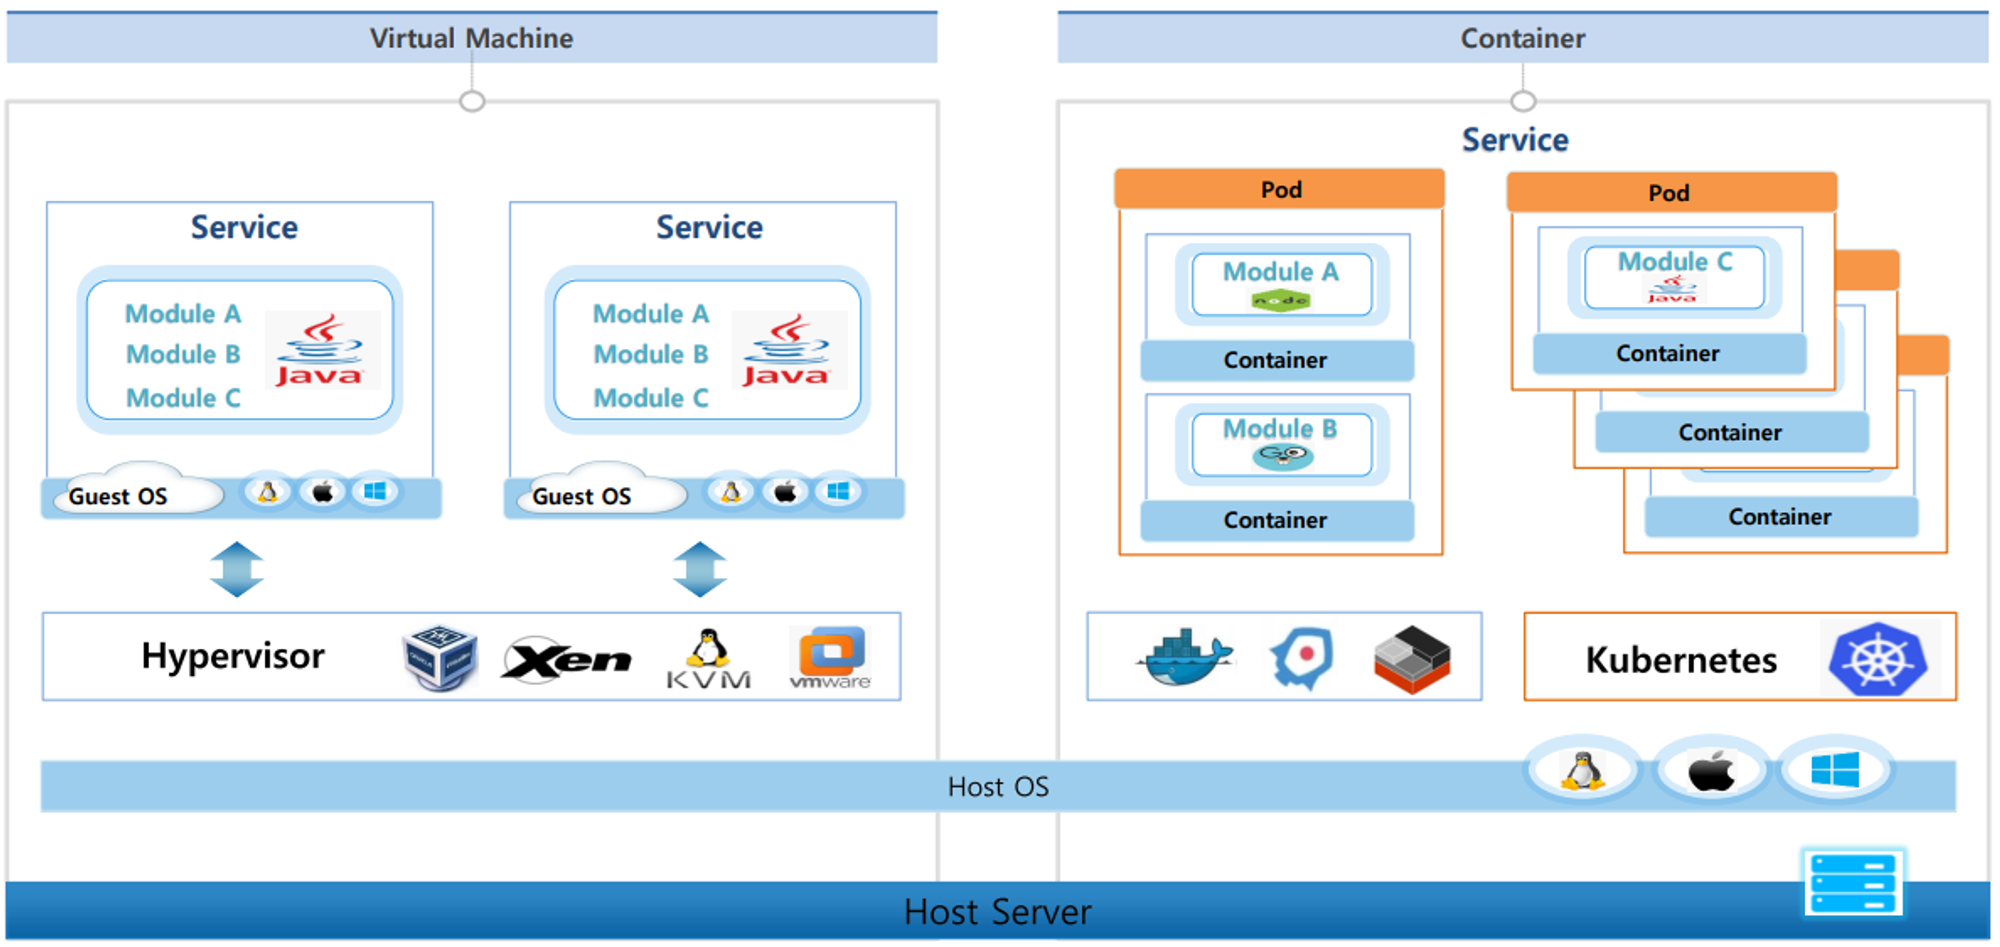 Virtual Machine
Service
Module A
Module B
Module C
Java
Guest OS
Service
Module A
Module B
Module C
Java
Guest OS
Hypervisor
Xen
KVM
vmware
Container
Service
Pod
Module A
node
Container
Module B
GO
Container
Pod
Module C
Java
Container
Container
Container
Kubernetes
Host OS
Host Server